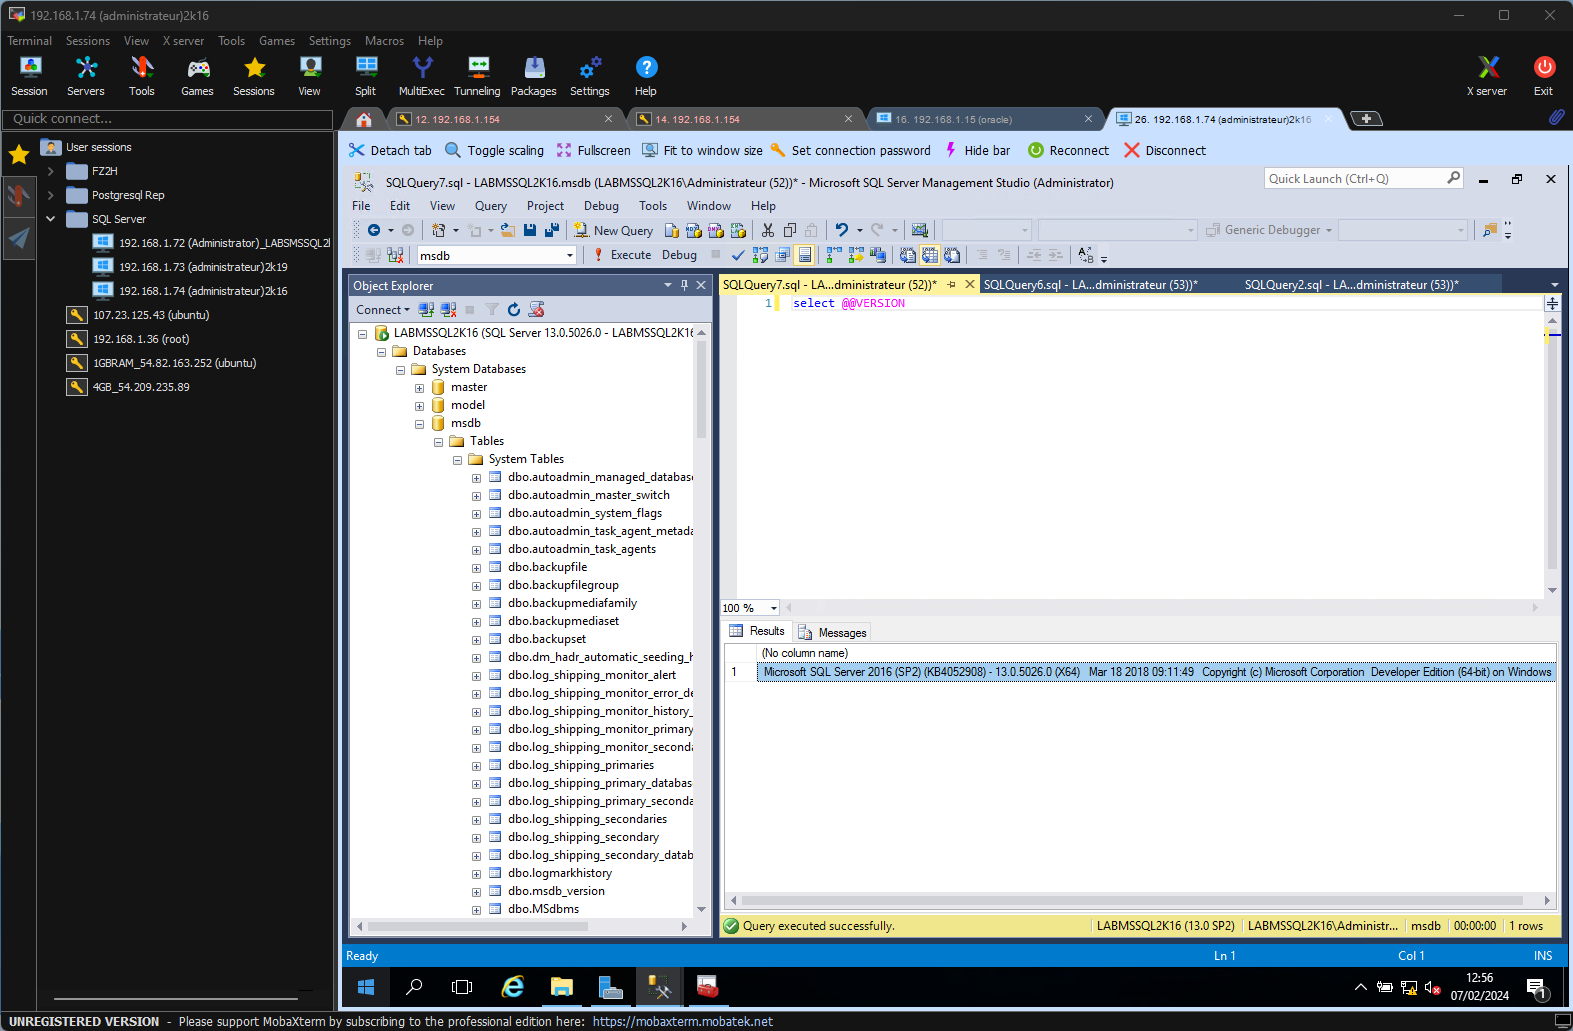 192.168.1.74 (administrateur)2k16
Terminal Sessions View X server Tools Games Settings Macros Help
Session Servers Tools Games Sessions View Split MultiExec Tunneling Packages Settings Help X server Exit
Quick connect...
12. 192.168.1.154
14. 192.168.1.154
16. 192.168.1.15 (oracle)
26. 192.168.1.74 (administrateur)2k16
User sessions
FZ2H
Postgresql Rep
SQL Server
192.168.1.72 (Administrator)_LABSMSSQL2
192.168.1.73 (administrateur)2k19
192.168.1.74 (administrateur)2k16
107.23.125.43 (ubuntu)
192.168.1.36 (root)
1GBRAM_54.82.163.252 (ubuntu)
4GB_54.209.235.89
Detach tab Toggle scaling Fullscreen Fit to window size Set connection password Hide bar Reconnect Disconnect
SQLQuery7.sql - LABMSSQL2K16.msdb (LABMSSQL2K16\Administrateur (52))* - Microsoft SQL Server Management Studio (Administrator)
Quick Launch (Ctrl+Q)
File Edit View Query Project Debug Tools Window Help
New Query
Generic Debugger
msdb
Execute Debug
Object Explorer
Connect
LABMSSQL2K16 (SQL Server 13.0.5026.0 - LABMSSQL2K16
Databases
System Databases
master
model
msdb
Tables
System Tables
dbo.autoadmin_managed_database
dbo.autoadmin_master_switch
dbo.autoadmin_system_flags
dbo.autoadmin_task_agent_metada
dbo.autoadmin_task_agents
dbo.backupfile
dbo.backupfilegroup
dbo.backupmediafamily
dbo.backupmediaset
dbo.backupset
dbo.dm_hadr_automatic_seeding_h
dbo.log_shipping_monitor_alert
dbo.log_shipping_monitor_error_de
dbo.log_shipping_monitor_history_
dbo.log_shipping_monitor_primary
dbo.log_shipping_monitor_seconda
dbo.log_shipping_primaries
dbo.log_shipping_primary_databas
dbo.log_shipping_primary_seconda
dbo.log_shipping_secondaries
dbo.log_shipping_secondary
dbo.log_shipping_secondary_datab
dbo.logmarkhistory
dbo.msdb_version
dbo.MSdbms
SQLQuery7.sql - LA...dministrateur (52))*
SQLQuery6.sql - LA...dministrateur (53))*
SQLQuery2.sql - LA...dministrateur (53))*
1 select @@VERSION
100 %
Results Messages
(No column name)
1 Microsoft SQL Server 2016 (SP2) (KB4052908) - 13.0.5026.0 (X64) Mar 18 2018 09:11:49 Copyright (c) Microsoft Corporation Developer Edition (64-bit) on Windows
Query executed successfully.
LABMSSQL2K16 (13.0 SP2) LABMSSQL2K16\Administr... msdb 00:00:00 1 rows
Ready Ln 1 Col 1 INS
12:56
07/02/2024
1
UNREGISTERED VERSION - Please support MobaXterm by subscribing to the professional edition here: https://mobaxterm.mobatek.net